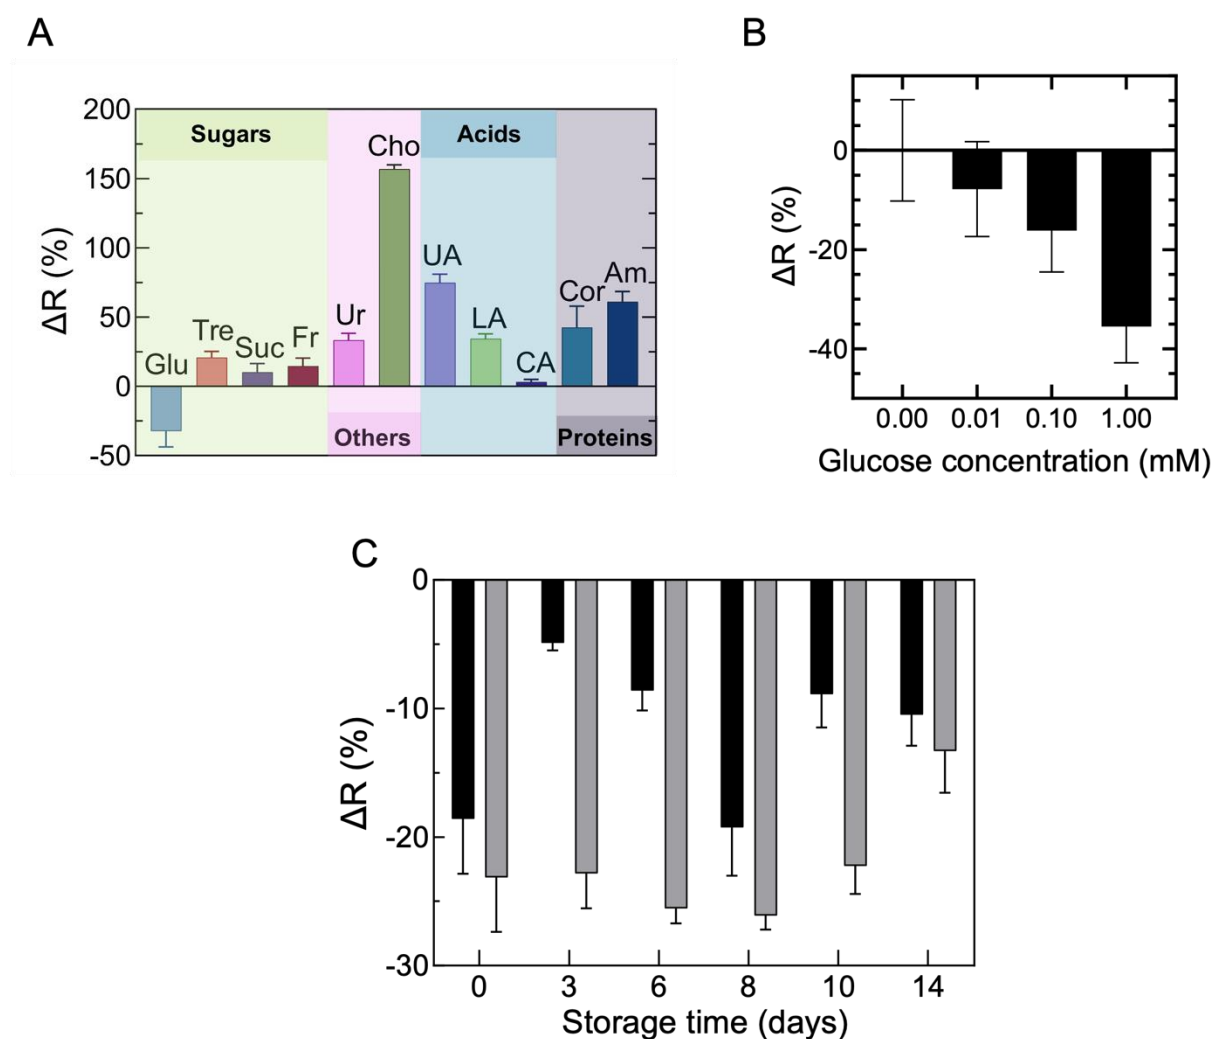 A
ΔR (%)
200
150
100
50
0
-50
Sugars
Others
Acids
Proteins
Glu
Tre
Suc
Fr
Ur
Cho
UA
LA
CA
Cor
Am
B
ΔR (%)
0
-20
-40
0.00 0.01 0.10 1.00
Glucose concentration (mM)
C
ΔR (%)
0
-10
-20
-30
0 3 6 8 10 14
Storage time (days)